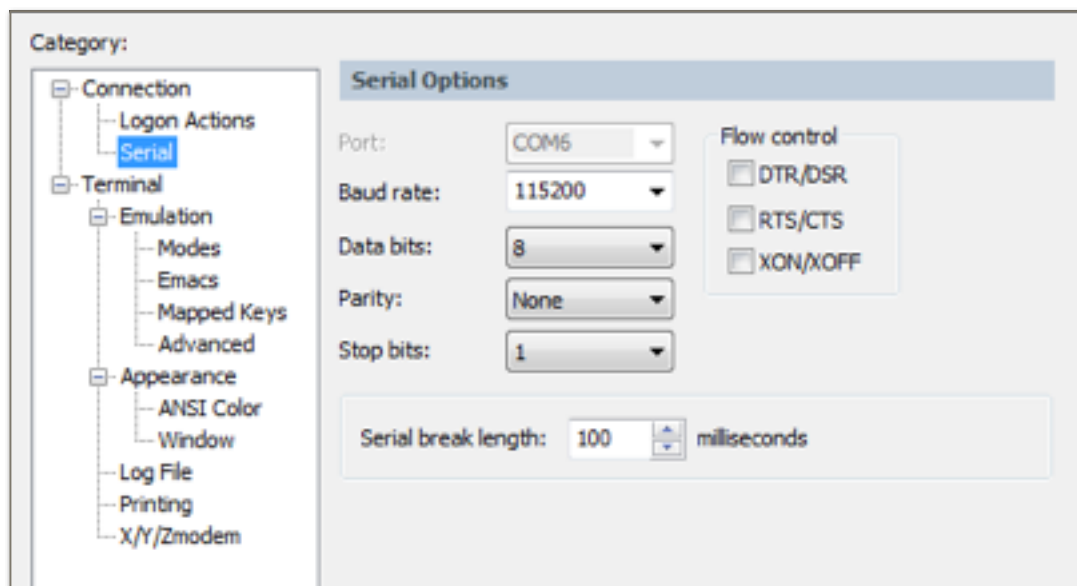 Category:
Connection
Logon Actions
Serial
Terminal
Emulation
Modes
Emacs
Mapped Keys
Advanced
Appearance
ANSI Color
Window
Log File
Printing
X/Y/Zmodem
Serial Options
Port: COM6
Baud rate: 115200
Data bits: 8
Parity: None
Stop bits: 1
Flow control
DTR/DSR
RTS/CTS
XON/XOFF
Serial break length: 100 milliseconds